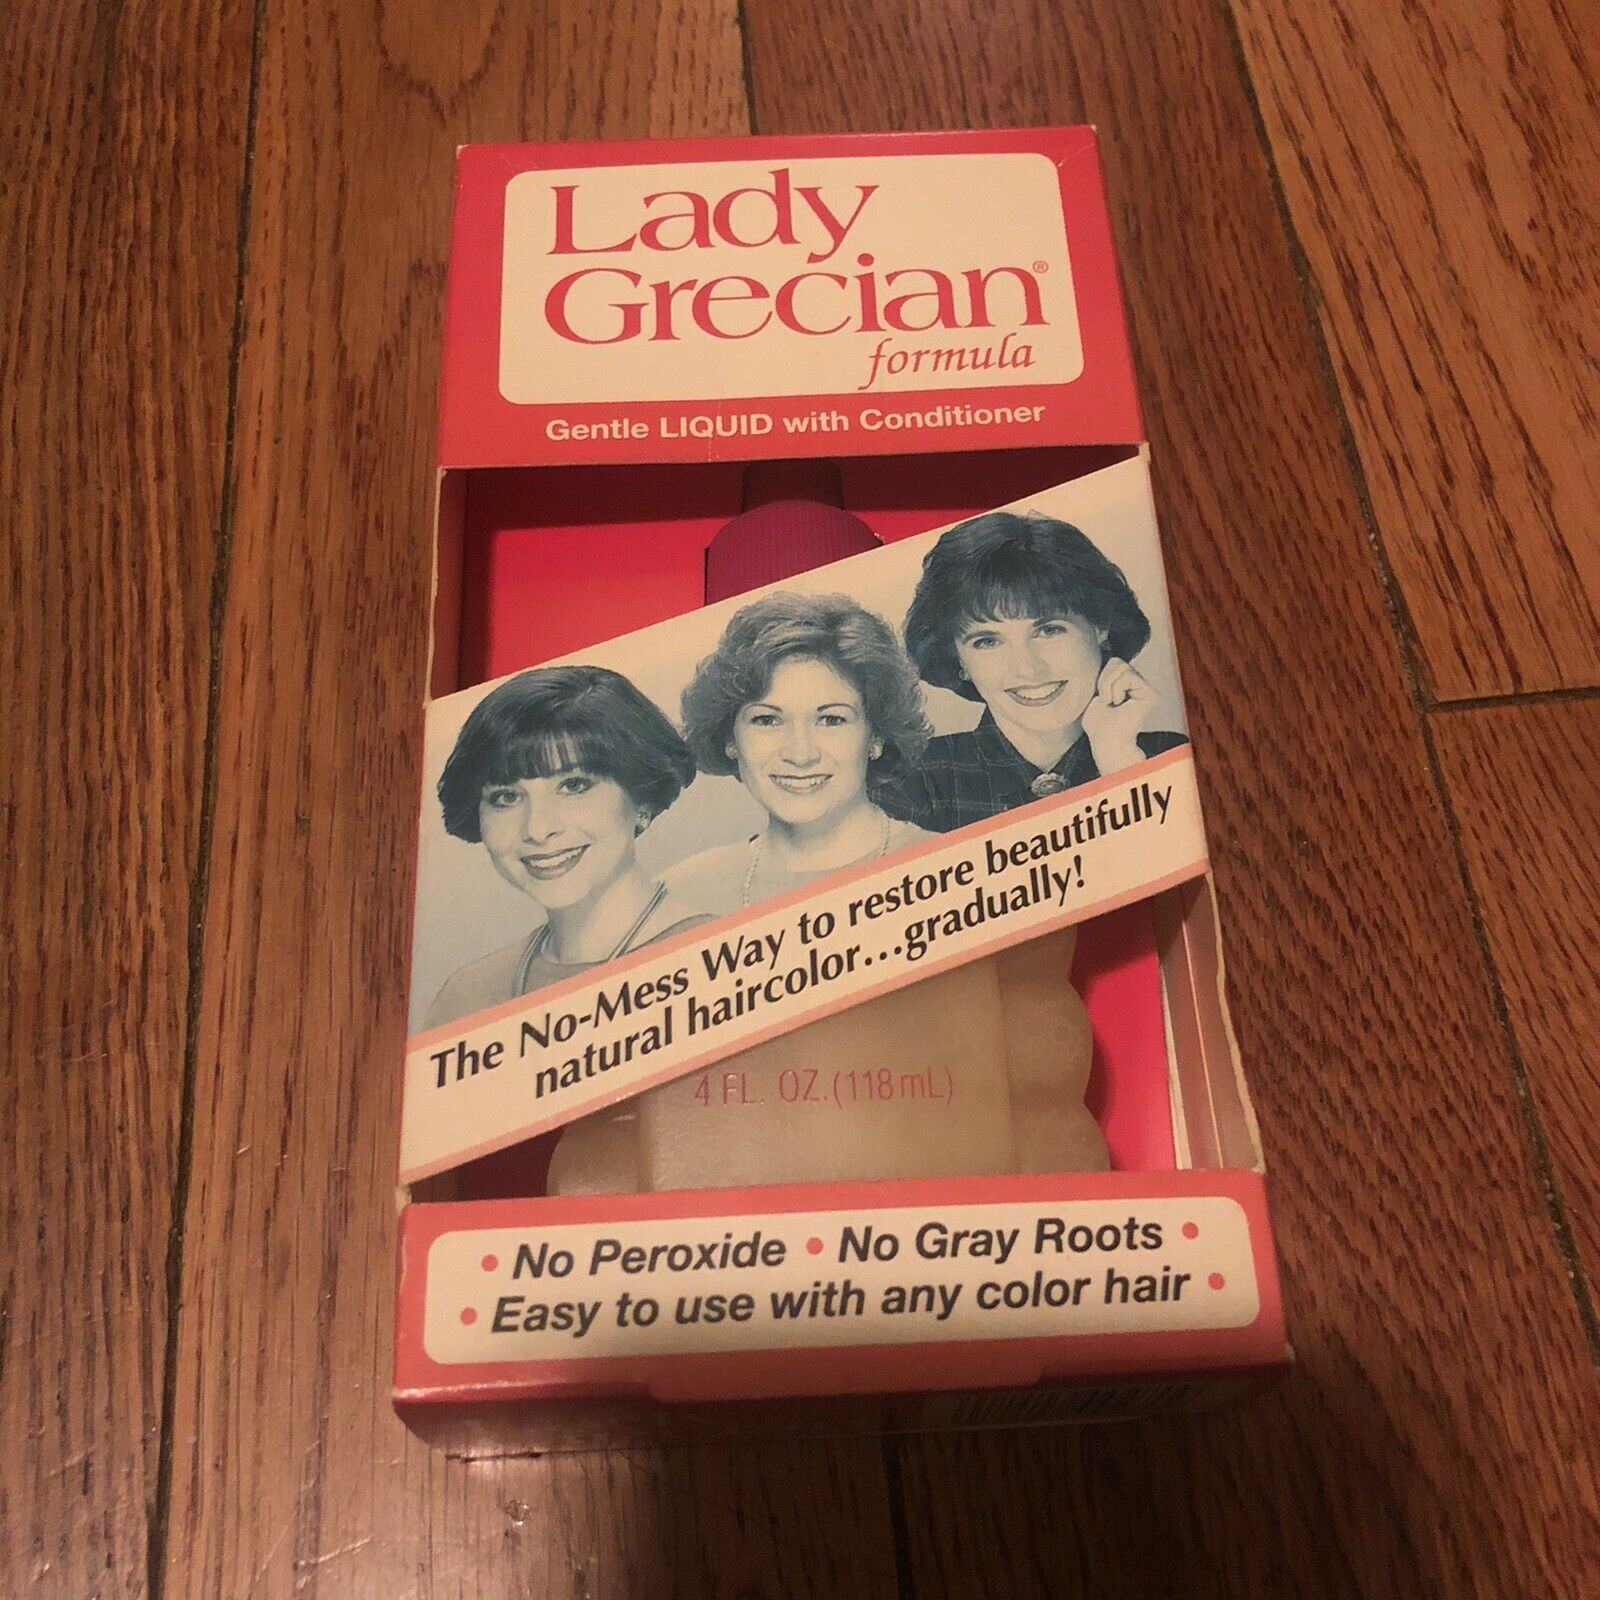 Lady
Grecian®
formula
Gentle LIQUID with Conditioner
The No-Mess Way to restore beautifully
natural haircolor...gradually!
4 FL. OZ. (118 mL)
• No Peroxide • No Gray Roots •
• Easy to use with any color hair •